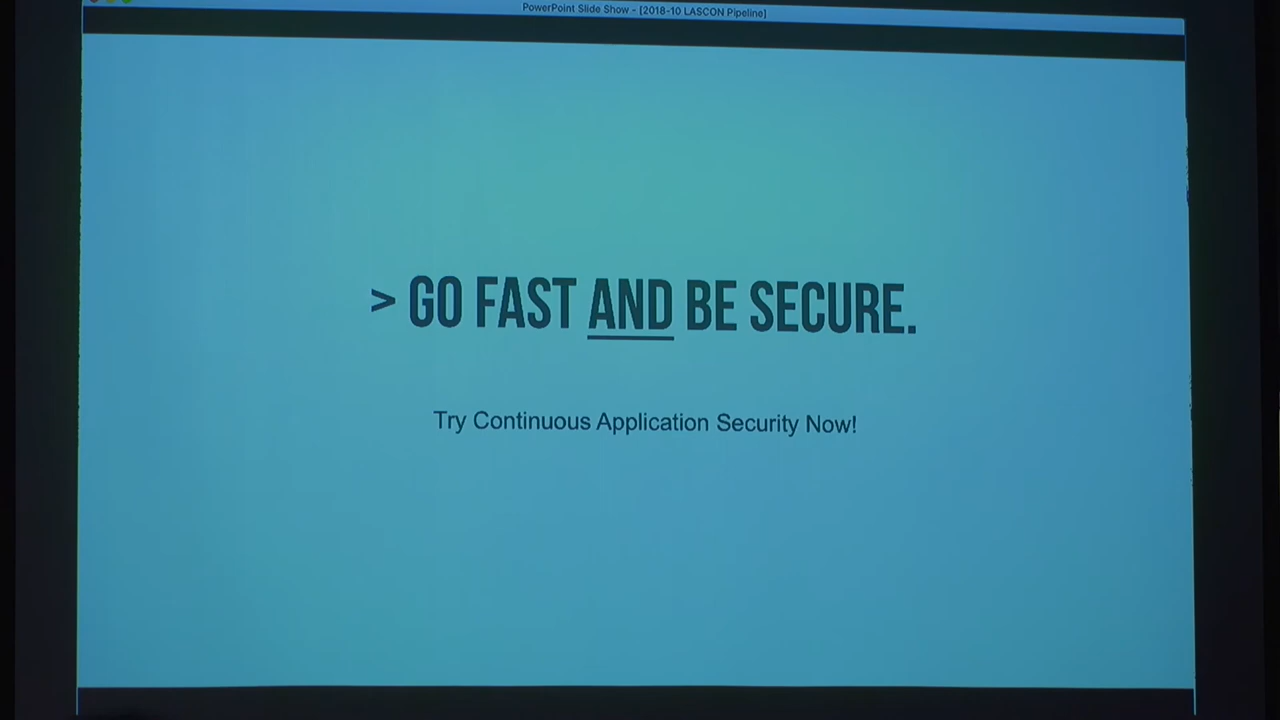 PowerPoint Slide Show - [2018-10 LASCON Pipeline]
> GO FAST AND BE SECURE.
Try Continuous Application Security Now!